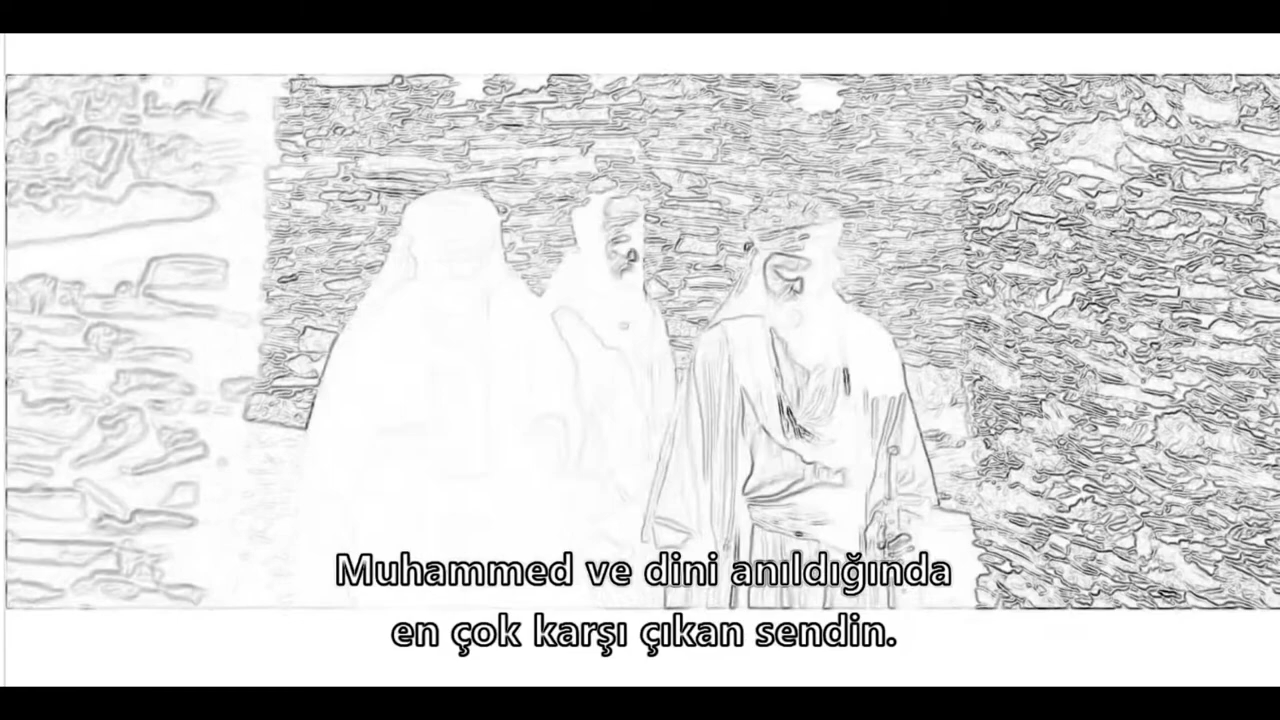 Muhammed ve dini anıldığında
en çok karşı çıkan sendin.